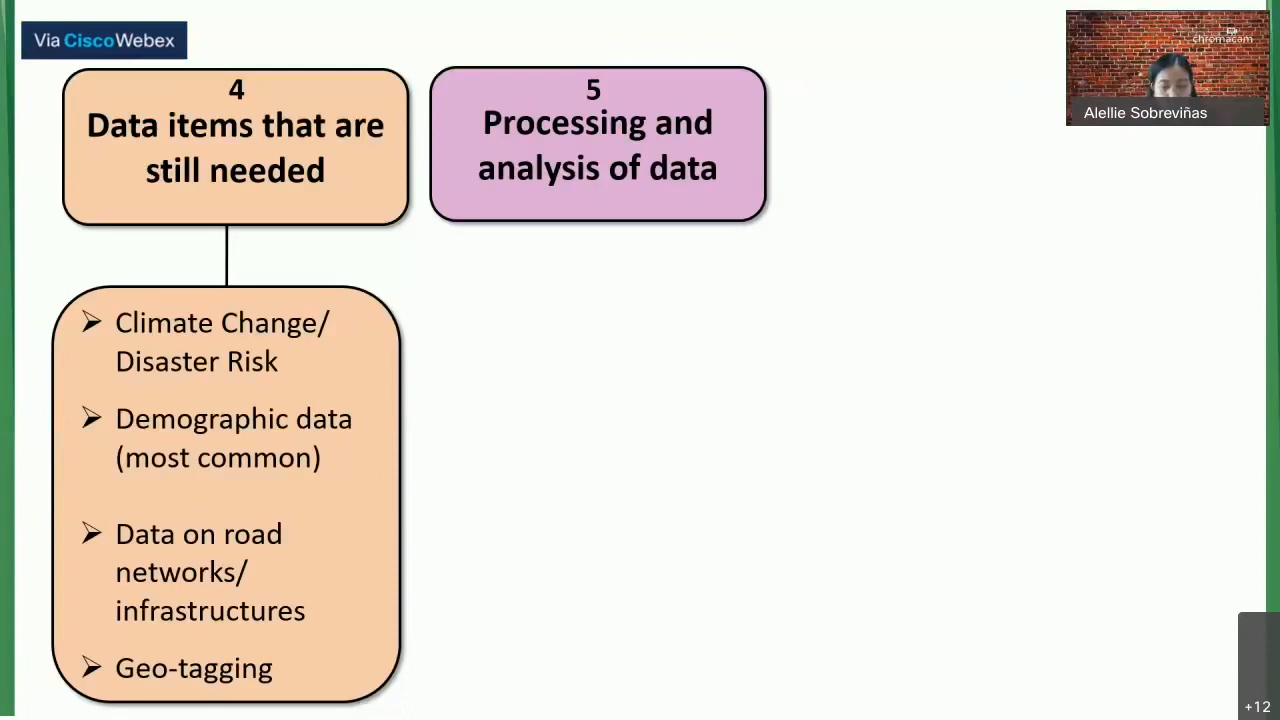 Via CiscoWebex
chromacam
Alellie Sobreviñas
4
Data items that are
still needed
5
Processing and
analysis of data
➢ Climate Change/
Disaster Risk
➢ Demographic data
(most common)
➢ Data on road
networks/
infrastructures
➢ Geo-tagging
+12